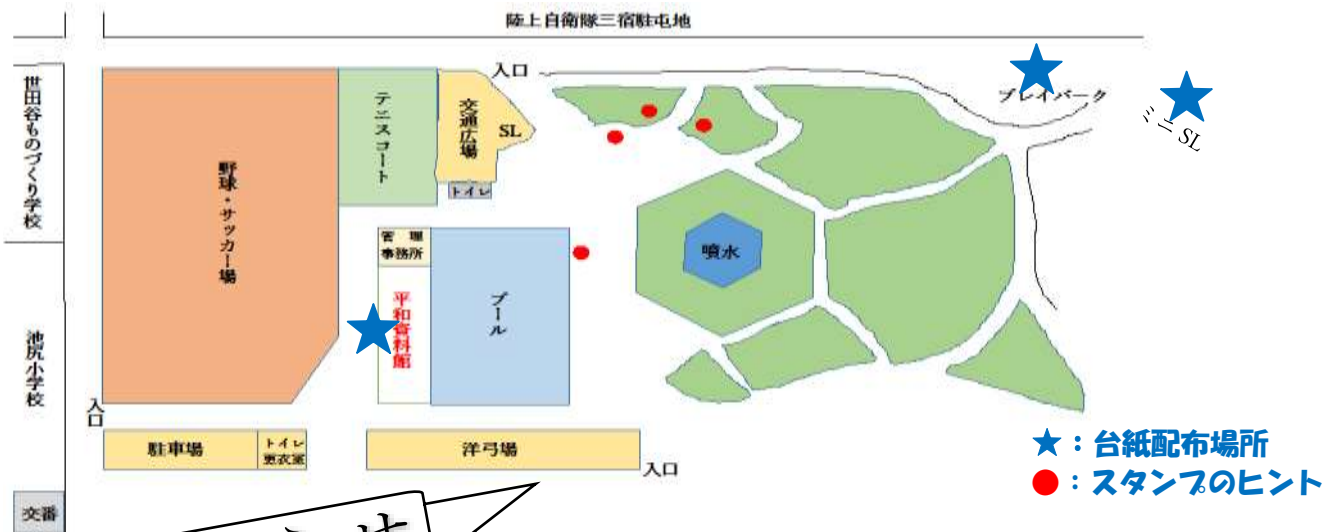 陸上自衛隊三宿駐屯地
世田谷ものづくり学校
池尻小学校
交番
野球・サッカー場
テニスコート
交通広場
SL
トイレ
入口
プレイパーク
ミニSL
管理
事務所
平和資料館
プール
噴水
入口
駐車場
トイレ
更衣室
洋弓場
入口
★：台紙配布場所
●：スタンプのヒント